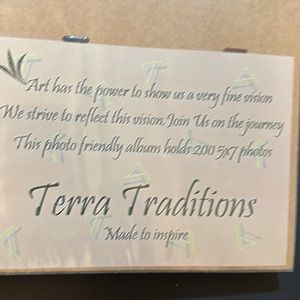 Art has the power to show us a very fine vision
We strive to reflect this vision. Join Us on the journey
This photo friendly album holds 200 5x7 photos
Terra Traditions
Made to inspire